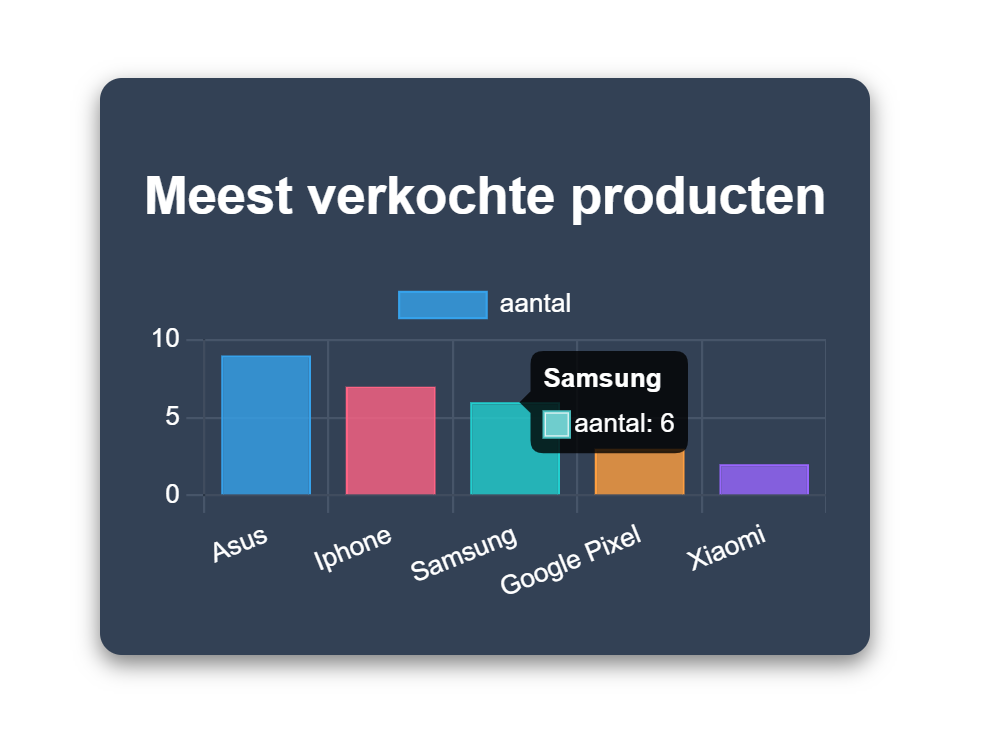 Meest verkochte producten
aantal
10
5
0
Samsung
aantal: 6
Asus
Iphone
Samsung
Google Pixel
Xiaomi